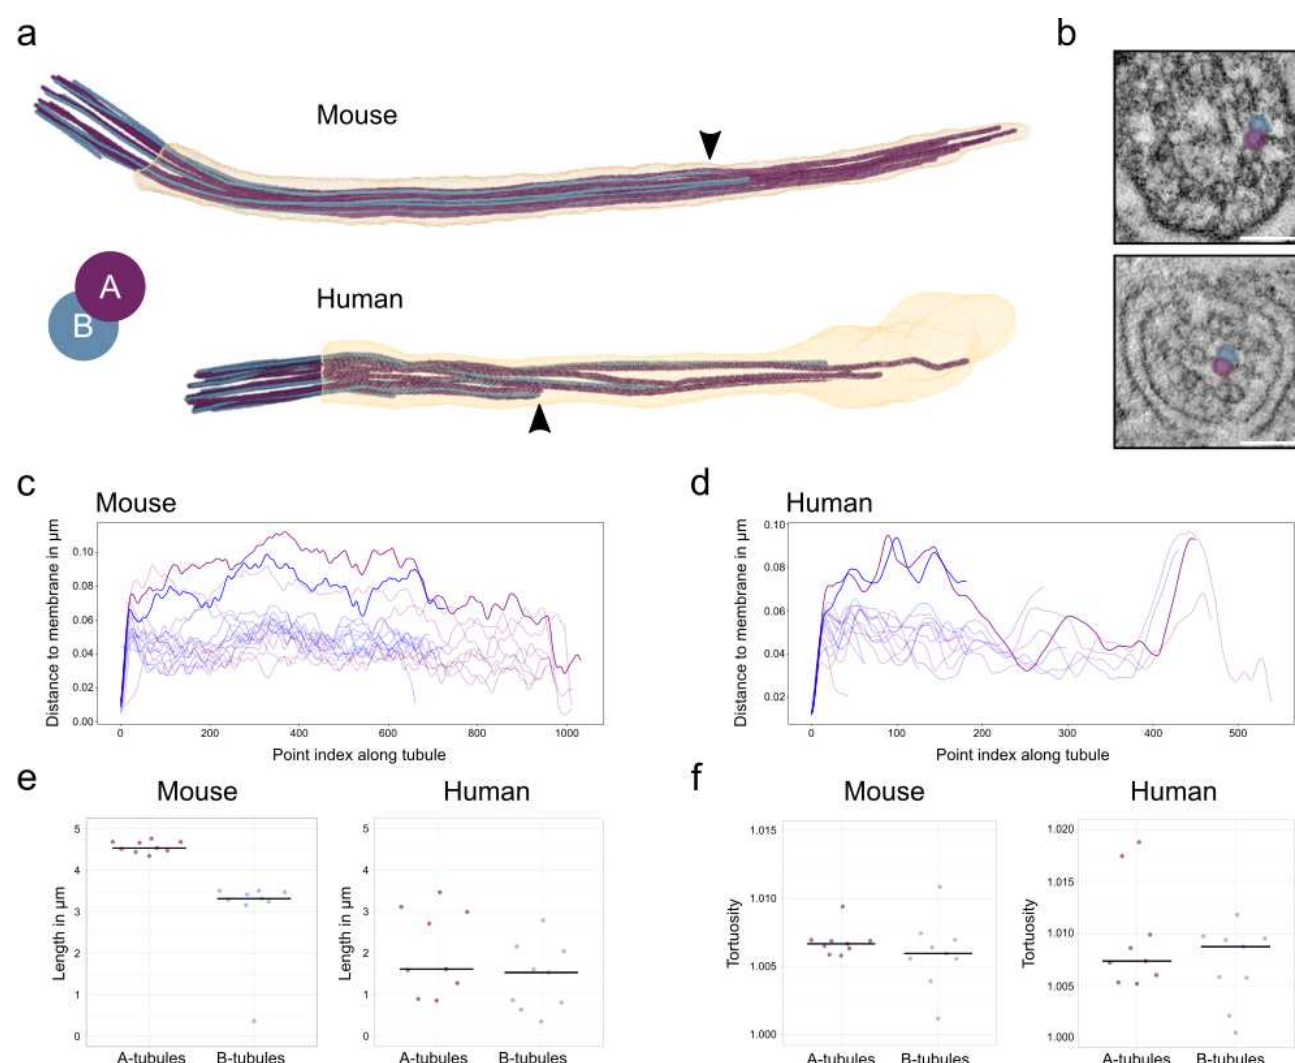 a
b
Mouse
A
B
Human
c
Mouse
d
Human
Distance to membrane in µm
0.10
0.08
0.06
0.04
0.02
0.00
0
200
400
600
800
1000
Point index along tubule
Distance to membrane in µm
0.10
0.08
0.06
0.04
0.02
0
100
200
300
400
500
Point index along tubule
e
Mouse
Human
f
Mouse
Human
Length in µm
5
4
3
2
1
0
A-tubules
B-tubules
Length in µm
5
4
3
2
1
0
A-tubules
B-tubules
Tortuosity
1.015
1.010
1.005
1.000
A-tubules
B-tubules
Tortuosity
1.020
1.015
1.010
1.005
1.000
A-tubules
B-tubules